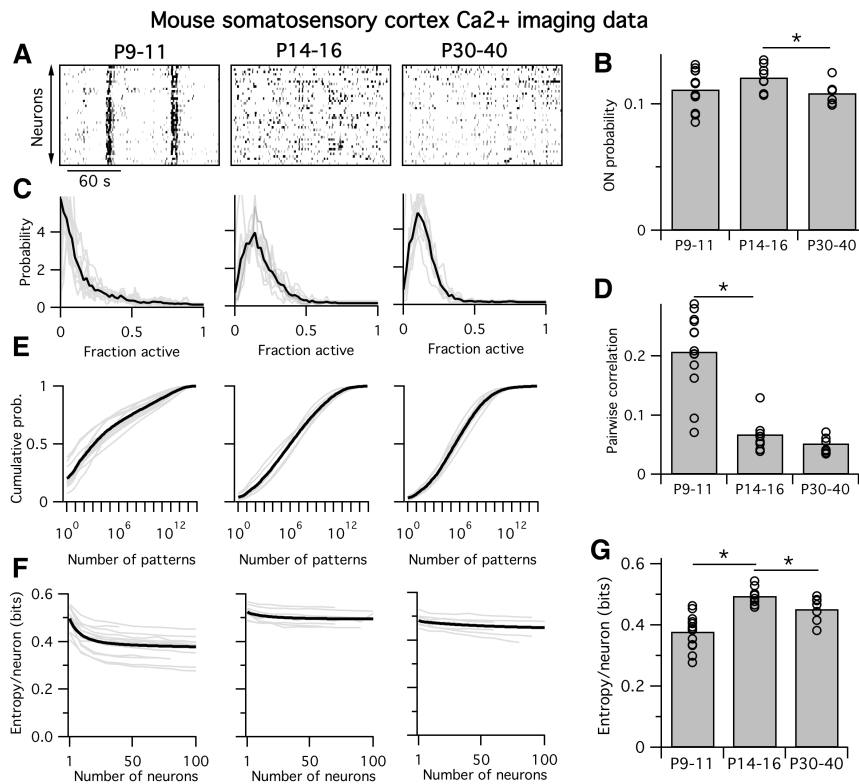 Mouse somatosensory cortex Ca2+ imaging data
A
P9-11 P14-16 P30-40
Neurons
60 s
B
*
ON probability
0.1
0
P9-11 P14-16 P30-40
C
Probability
4
2
0
0 0.5 1
Fraction active
0 0.5 1
Fraction active
0 0.5 1
Fraction active
D
*
Pairwise correlation
0.2
0.1
0
P9-11 P14-16 P30-40
E
Cumulative prob.
1
0.5
0
10^0 10^6 10^12
Number of patterns
10^0 10^6 10^12
Number of patterns
10^0 10^6 10^12
Number of patterns
F
Entropy/neuron (bits)
0.6
0.4
0.2
0.0
1 50 100
Number of neurons
1 50 100
Number of neurons
1 50 100
Number of neurons
G
* *
Entropy/neuron (bits)
0.6
0.4
0.2
0
P9-11 P14-16 P30-40